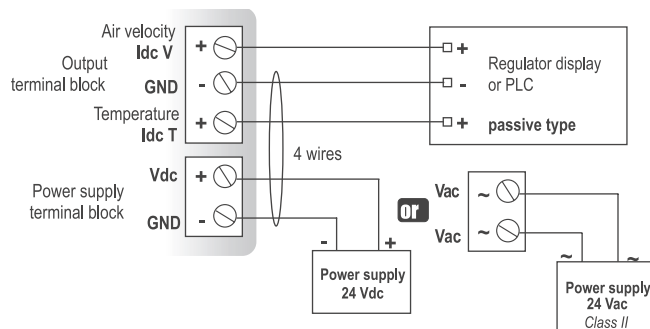 Air velocity
Idc V
+
Output
terminal block
GND
-
Temperature
Idc T
+
+
-
+
Regulator display
or PLC
passive type
4 wires
Vdc
+
Power supply
terminal block
GND
-
- +
Power supply
24 Vdc
or
Vac
~
Vac
~
~ ~
Power supply
24 Vac
Class II